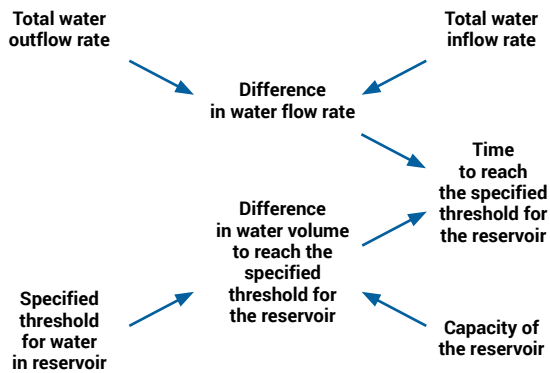 Total water
outflow rate
Total water
inflow rate
Difference
in water flow rate
Time
to reach
the specified
threshold for
the reservoir
Difference
in water volume
to reach the
specified
threshold for
the reservoir
Specified
threshold
for water
in reservoir
Capacity of
the reservoir